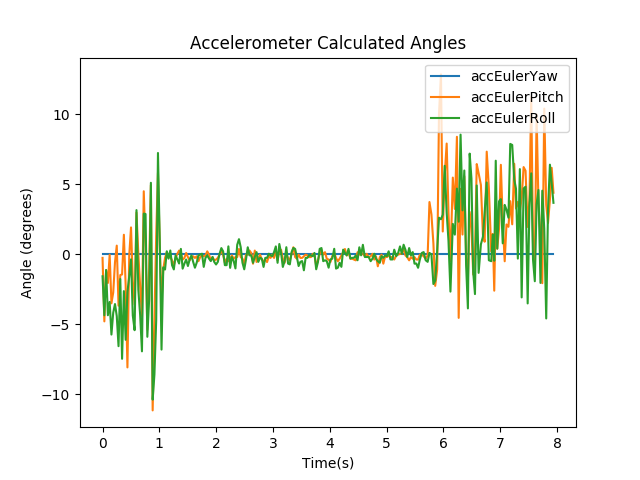 Accelerometer Calculated Angles
accEulerYaw
accEulerPitch
accEulerRoll
Angle (degrees)
10
5
0
−5
−10
0 1 2 3 4 5 6 7 8
Time(s)